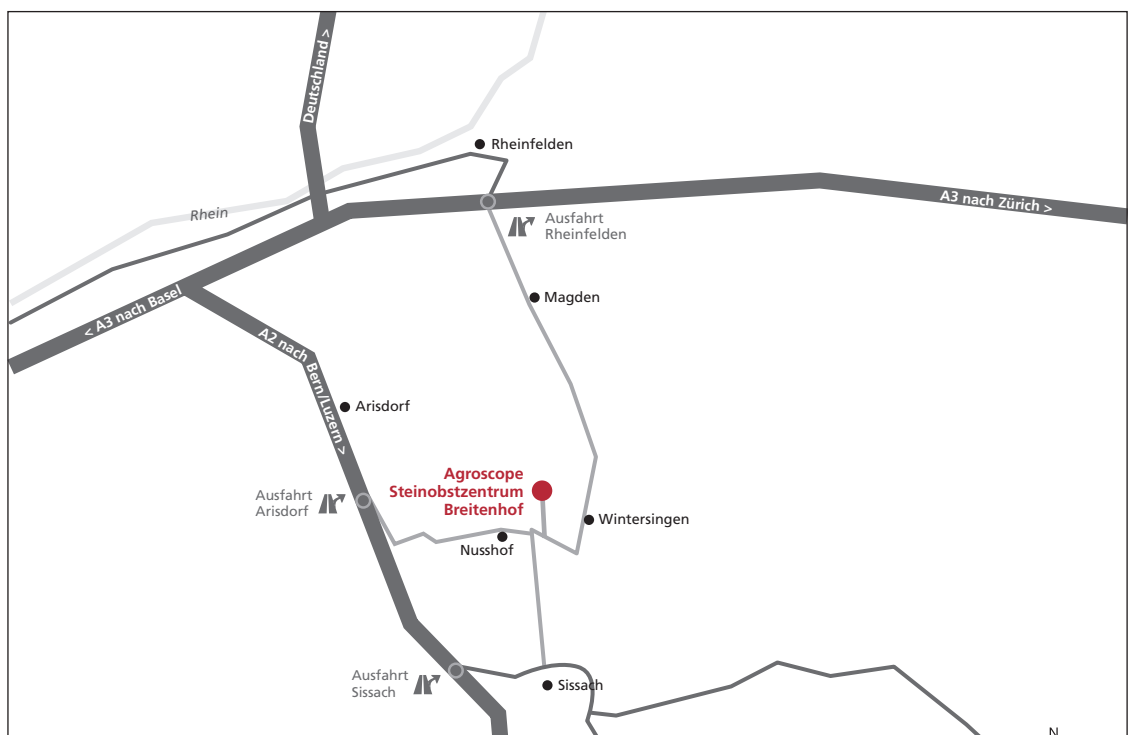 Deutschland >
Rheinfelden
Rhein
A3 nach Zürich >
Ausfahrt
Rheinfelden
< A3 nach Basel
Magden
A2 nach Bern/Luzern >
Arisdorf
Agroscope
Steinobstzentrum
Breitenhof
Ausfahrt
Arisdorf
Wintersingen
Nusshof
Ausfahrt
Sissach
Sissach
N